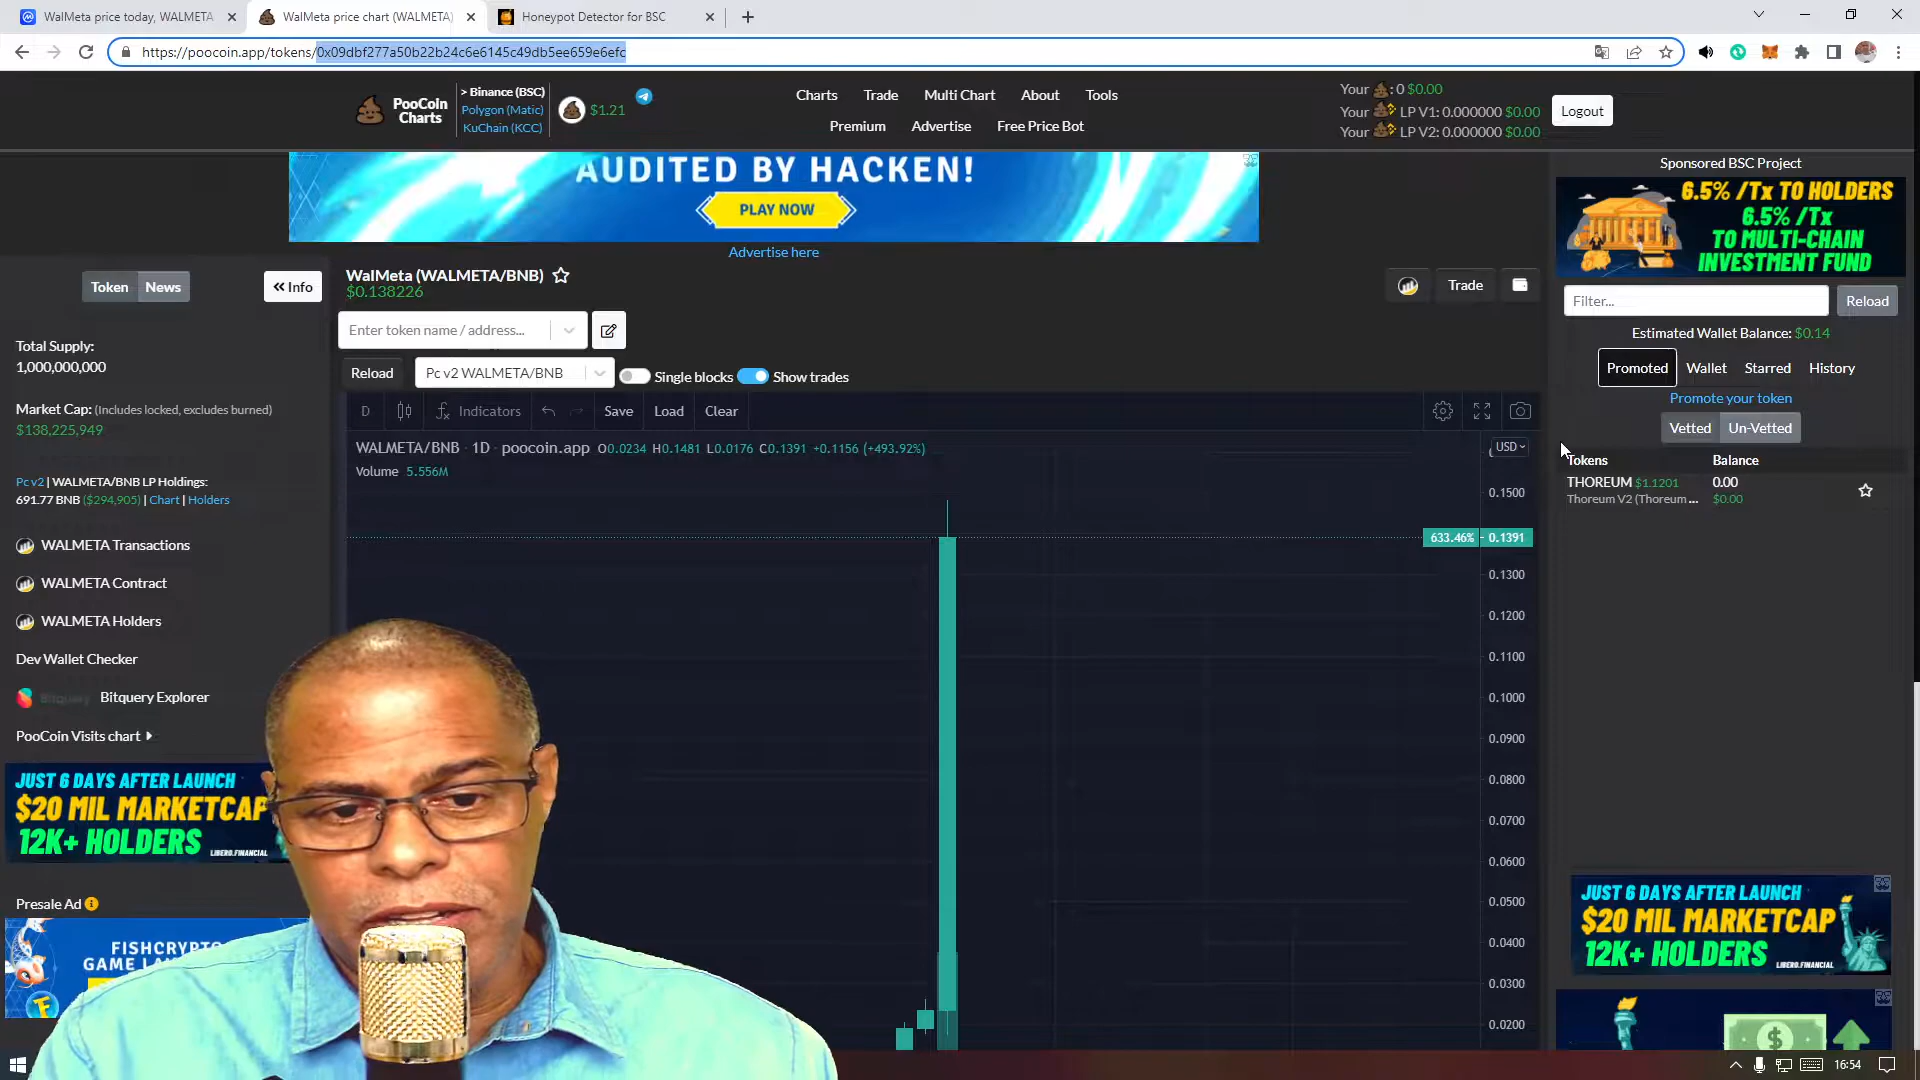 WalMeta price today, WALMETA
WalMeta price chart (WALMETA)
Honeypot Detector for BSC
https://poocoin.app/tokens/0x09dbf277a50b22b24c6e6145c49db5ee659e6efc
PooCoin
Charts
> Binance (BSC)
Polygon (Matic)
KuChain (KCC)
$1.21
Charts
Trade
Multi Chart
About
Tools
Premium
Advertise
Free Price Bot
Your : 0 $0.00
Your LP V1: 0.000000 $0.00
Your LP V2: 0.000000 $0.00
Logout
AUDITED BY HACKEN!
PLAY NOW
Advertise here
Sponsored BSC Project
6.5% /Tx TO HOLDERS
6.5% /Tx
TO MULTI-CHAIN
INVESTMENT FUND
Token
News
« Info
WalMeta (WALMETA/BNB)
$0.138226
Trade
Filter...
Reload
Enter token name / address...
Estimated Wallet Balance: $0.14
Total Supply:
1,000,000,000
Reload
Pc v2 WALMETA/BNB
Single blocks
Show trades
Promoted
Wallet
Starred
History
Promote your token
Vetted
Un-Vetted
Market Cap: (Includes locked, excludes burned)
$138,225,949
D
Indicators
Save
Load
Clear
WALMETA/BNB · 1D · poocoin.app O0.0234 H0.1481 L0.0176 C0.1391 +0.1156 (+493.92%)
Volume 5.556M
USD
Tokens
Balance
THOREUM $1.1201
0.00
Thoreum V2 (Thoreum ...
$0.00
Pc v2 | WALMETA/BNB LP Holdings:
691.77 BNB ($294,905) | Chart | Holders
WALMETA Transactions
WALMETA Contract
WALMETA Holders
Dev Wallet Checker
Bitquery
Bitquery Explorer
PooCoin Visits chart
0.1500
633.46%
0.1391
0.1300
0.1200
0.1100
0.1000
0.0900
0.0800
0.0700
0.0600
0.0500
0.0400
0.0300
0.0200
JUST 6 DAYS AFTER LAUNCH
$20 MIL MARKETCAP
12K+ HOLDERS
LIBERO.FINANCIAL
Presale Ad
FISHCRYPTO
GAME LA
JUST 6 DAYS AFTER LAUNCH
$20 MIL MARKETCAP
12K+ HOLDERS
LIBERO.FINANCIAL
$
16:54